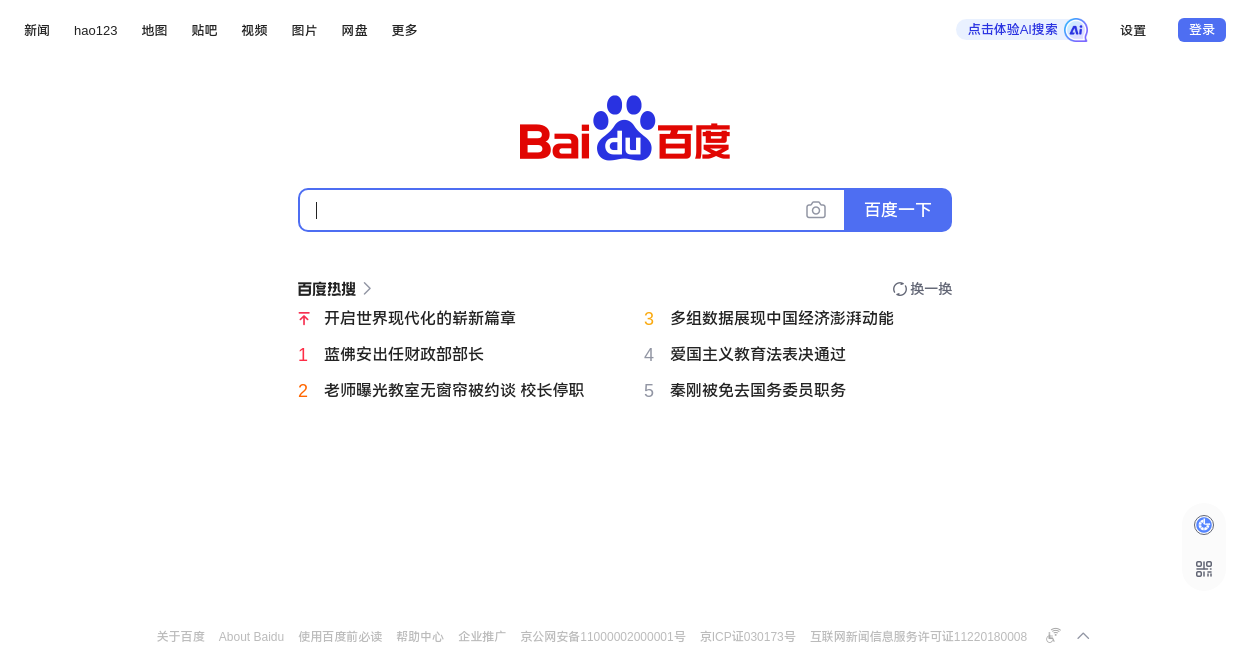 新闻 hao123 地图 贴吧 视频 图片 网盘 更多 点击体验AI搜索 Ai 设置 登录
Bai du 百度
百度一下
百度热搜 换一换
开启世界现代化的崭新篇章
1 蓝佛安出任财政部部长
2 老师曝光教室无窗帘被约谈 校长停职
3 多组数据展现中国经济澎湃动能
4 爱国主义教育法表决通过
5 秦刚被免去国务委员职务
关于百度 About Baidu 使用百度前必读 帮助中心 企业推广 京公网安备11000002000001号 京ICP证030173号 互联网新闻信息服务许可证11220180008